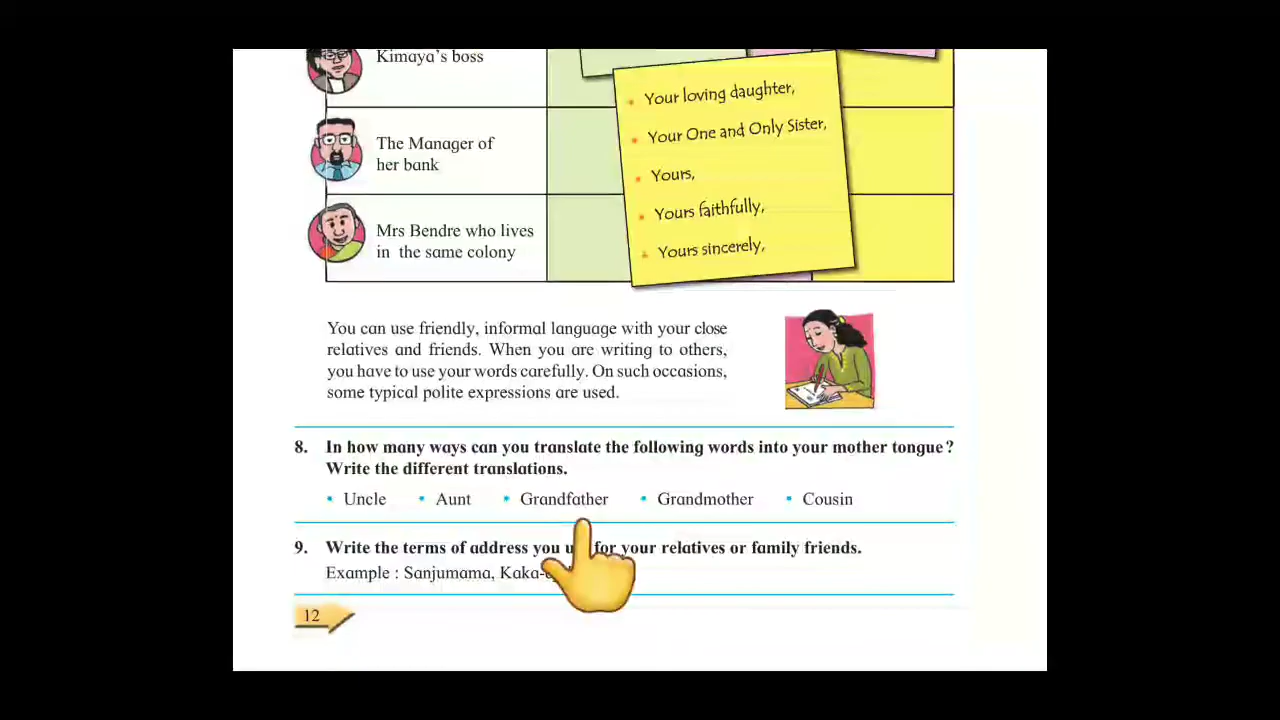 Kimaya's boss
• Your loving daughter,
• Your One and Only Sister,
• Yours,
• Yours faithfully,
• Yours sincerely,
The Manager of
her bank
Mrs Bendre who lives
in the same colony
You can use friendly, informal language with your close
relatives and friends. When you are writing to others,
you have to use your words carefully. On such occasions,
some typical polite expressions are used.
8. In how many ways can you translate the following words into your mother tongue ?
Write the different translations.
• Uncle • Aunt • Grandfather • Grandmother • Cousin
9. Write the terms of address you for your relatives or family friends.
Example : Sanjumama, Kaka-
12